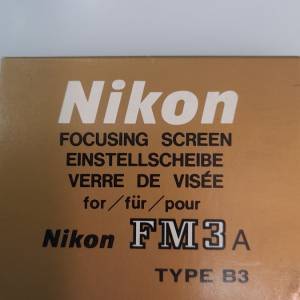 Nikon
FOCUSING SCREEN
EINSTELLSCHEIBE
VERRE DE VISÉE
for/für/pour
Nikon FM3A
TYPE B3